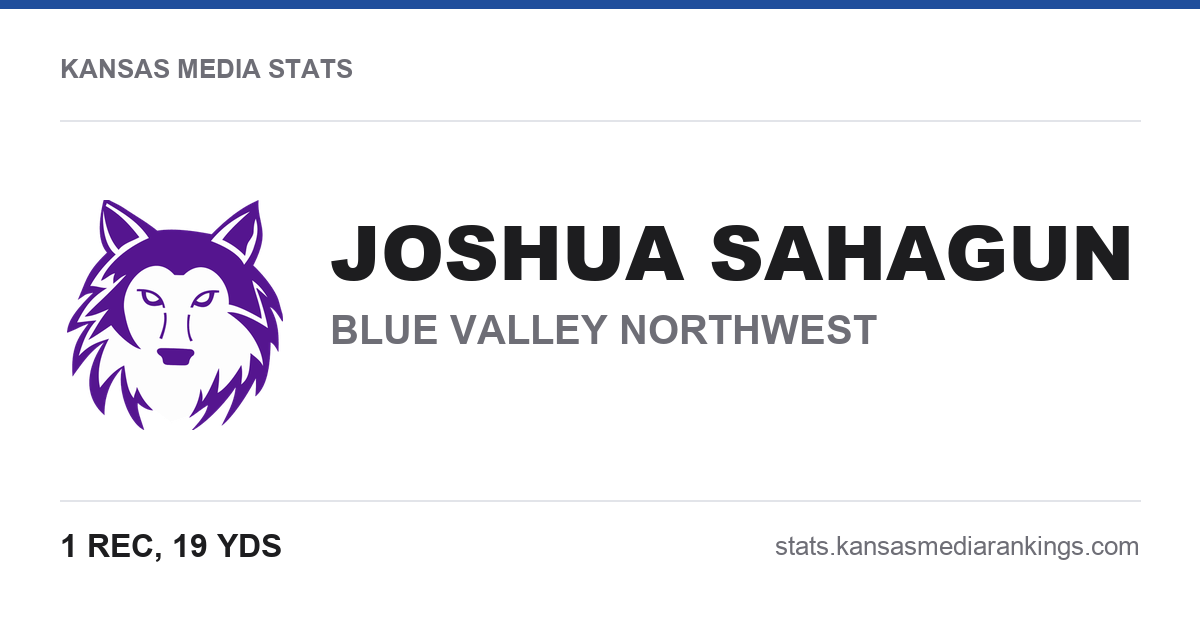 KANSAS MEDIA STATS
JOSHUA SAHAGUN
BLUE VALLEY NORTHWEST
1 REC, 19 YDS
stats.kansasmediarankings.com